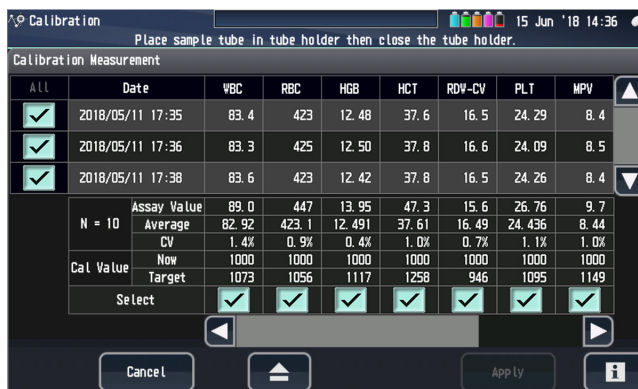 Calibration 15 Jun '18 14:36
Place sample tube in tube holder then close the tube holder.
Calibration Measurement
All Date WBC RBC HGB HCT RDW-CV PLT MPV
2018/05/11 17:35 83.4 423 12.48 37.6 16.5 24.29 8.4
2018/05/11 17:36 83.3 425 12.50 37.8 16.6 24.09 8.5
2018/05/11 17:38 83.6 423 12.42 37.8 16.5 24.26 8.4
N = 10 Assay Value 89.0 447 13.95 47.3 15.6 26.76 9.7
Average 82.92 423.1 12.491 37.61 16.49 24.436 8.44
CV 1.4% 0.9% 0.4% 1.0% 0.7% 1.1% 1.0%
Cal Value Now 1000 1000 1000 1000 1000 1000 1000
Target 1073 1056 1117 1258 946 1095 1149
Select
Cancel Apply i